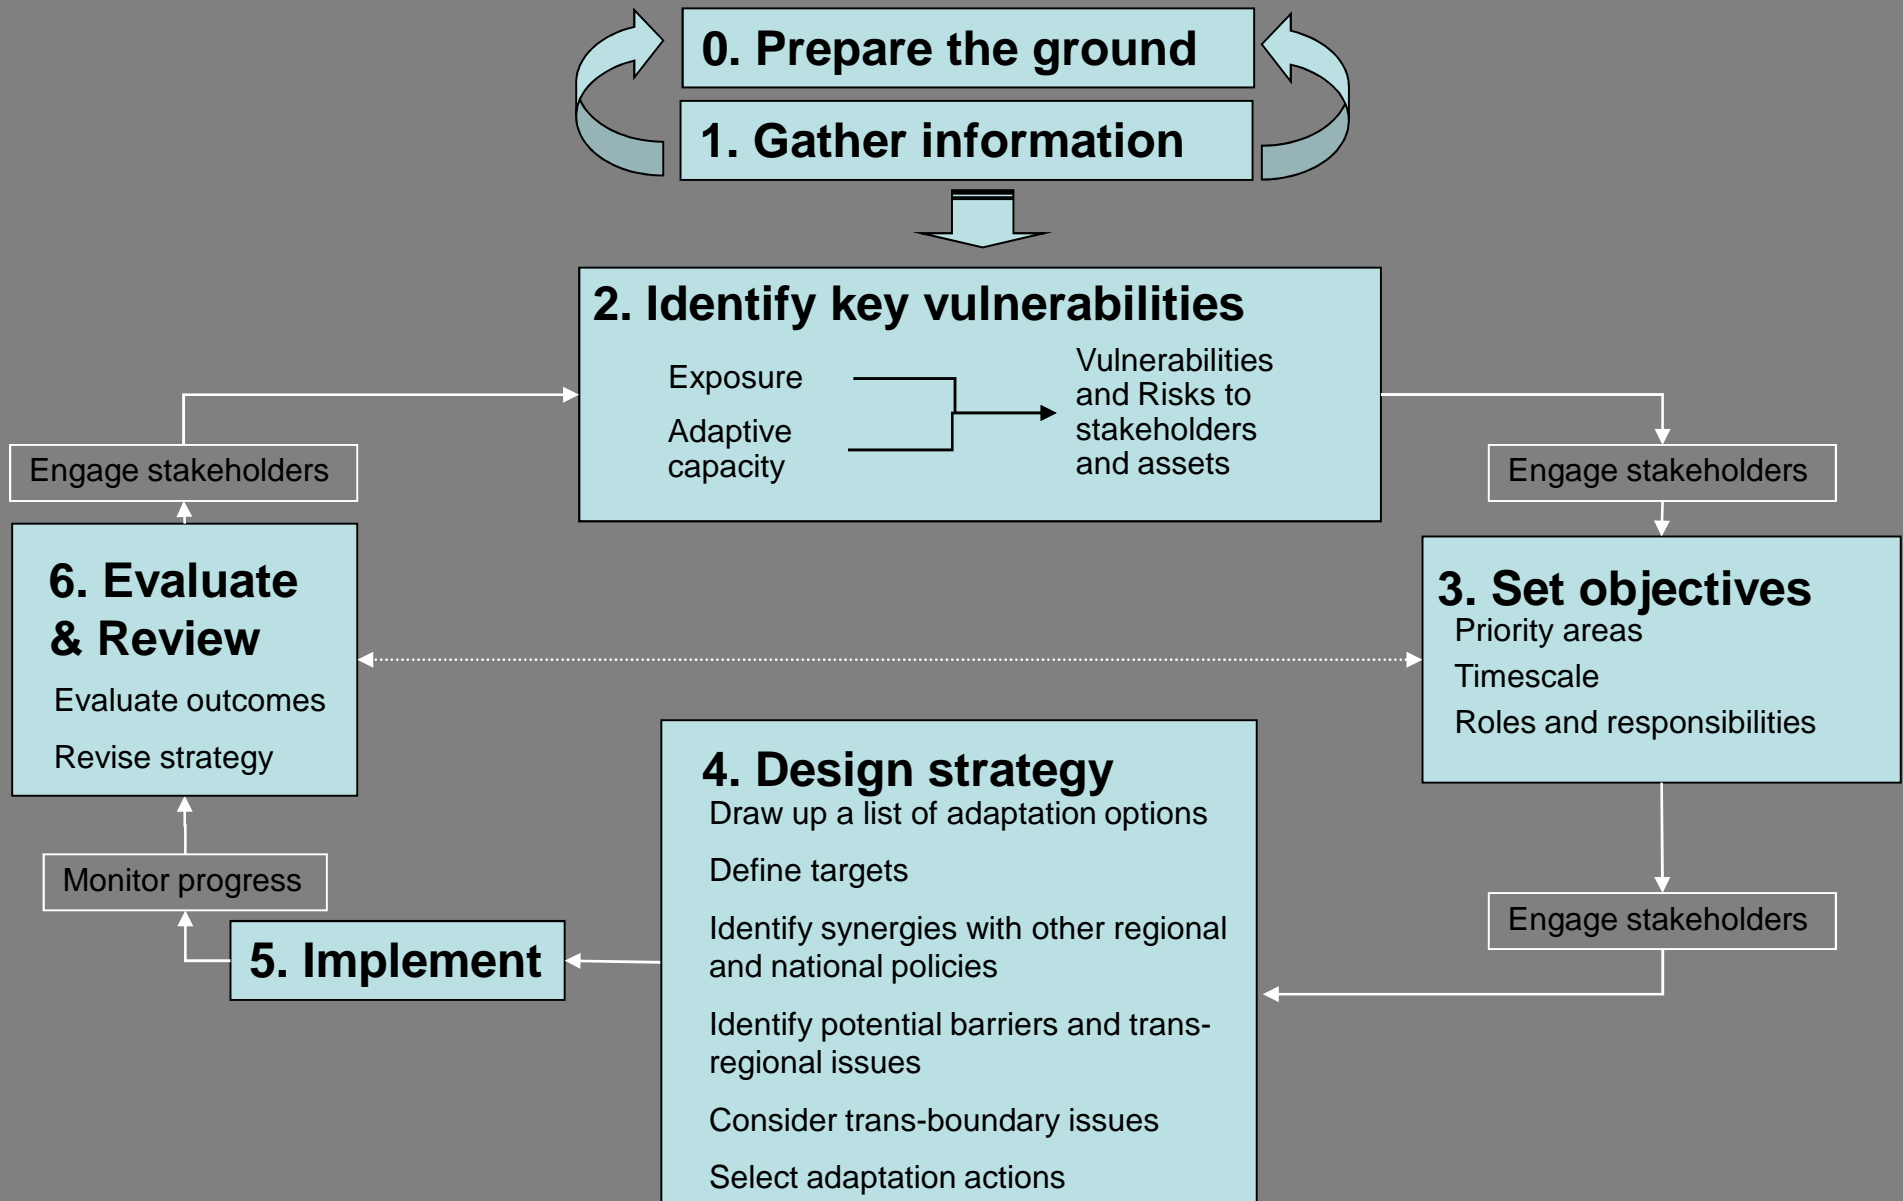 0. Prepare the ground
1. Gather information
2. Identify key vulnerabilities
Exposure
Adaptive
capacity
Vulnerabilities
and Risks to
stakeholders
and assets
Engage stakeholders
Engage stakeholders
6. Evaluate
& Review
Evaluate outcomes
Revise strategy
3. Set objectives
Priority areas
Timescale
Roles and responsibilities
4. Design strategy
Draw up a list of adaptation options
Define targets
Identify synergies with other regional
and national policies
Identify potential barriers and trans-
regional issues
Consider trans-boundary issues
Select adaptation actions
Monitor progress
5. Implement
Engage stakeholders